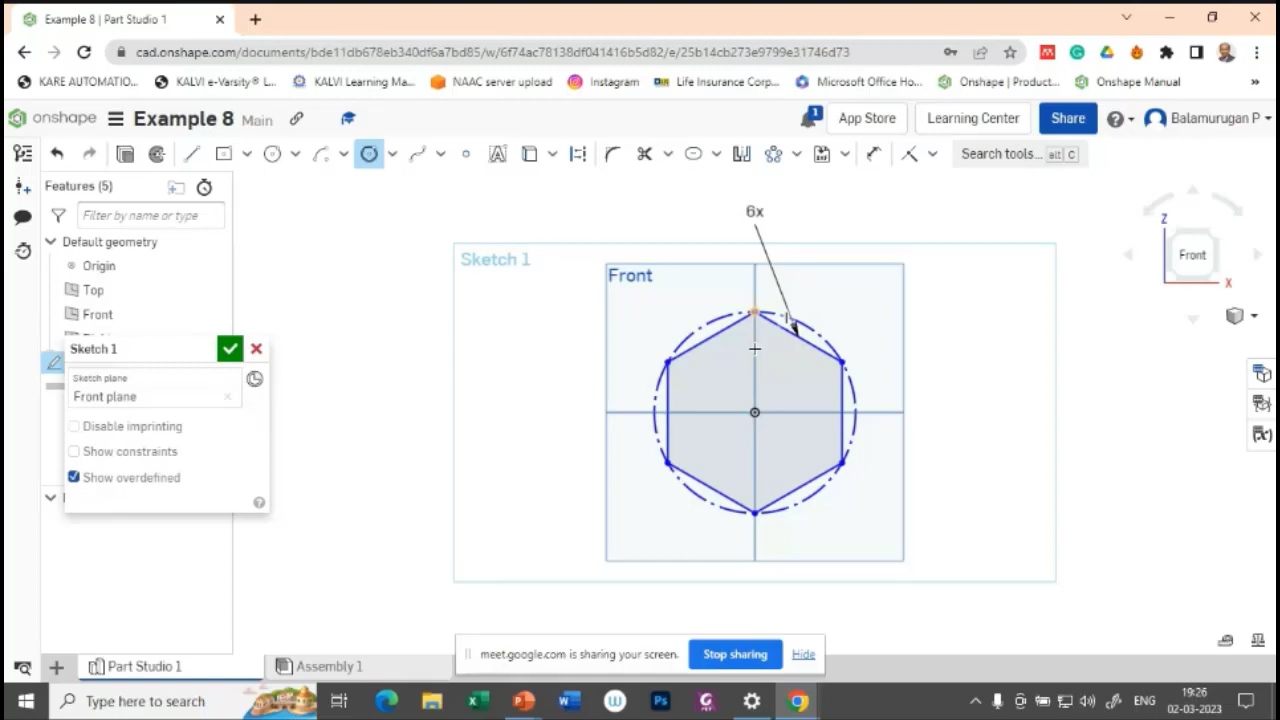 Example 8 | Part Studio 1
cad.onshape.com/documents/bde11db678eb340df6a7bd85/w/6f74ac78138df041416b5d82/e/25b14cb273e9799e31746d73
KARE AUTOMATIO... KALVI e-Varsity® L... KALVI Learning Ma... NAAC server upload Instagram Life Insurance Corp... Microsoft Office Ho... Onshape | Product... Onshape Manual »
onshape Example 8 Main 1 App Store Learning Center Share Balamurugan P
Search tools... alt C
Features (5)
Filter by name or type
Default geometry
Origin
Top
Front
Sketch 1
Sketch plane
Front plane
Disable imprinting
Show constraints
Show overdefined
6x
Sketch 1
Front
Z
Front
X
Part Studio 1
Assembly 1
meet.google.com is sharing your screen. Stop sharing Hide
Type here to search
ENG
19:26
02-03-2023